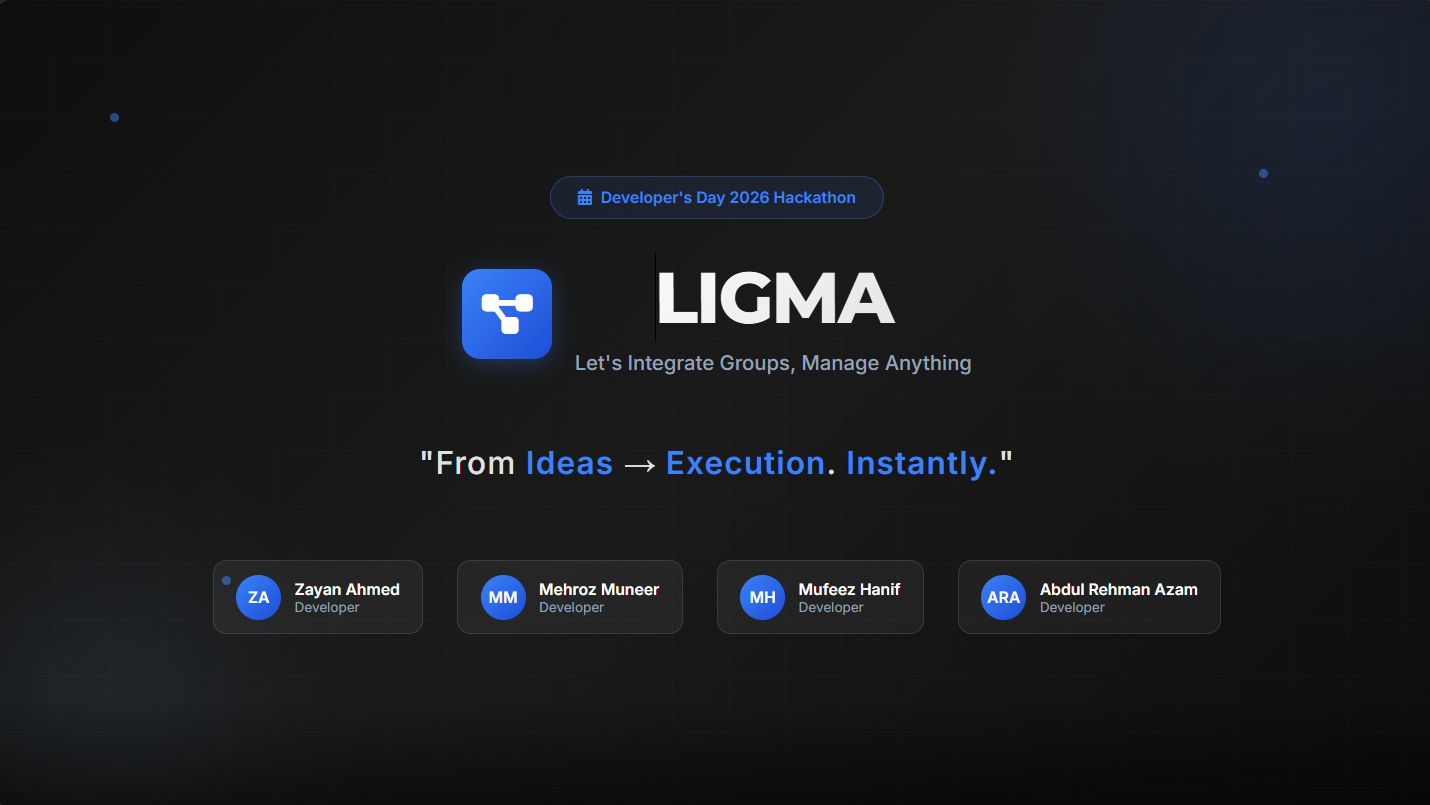 Developer's Day 2026 Hackathon
LIGMA
Let's Integrate Groups, Manage Anything
"From Ideas → Execution. Instantly."
ZA
Zayan Ahmed
Developer
MM
Mehroz Muneer
Developer
MH
Mufeez Hanif
Developer
ARA
Abdul Rehman Azam
Developer